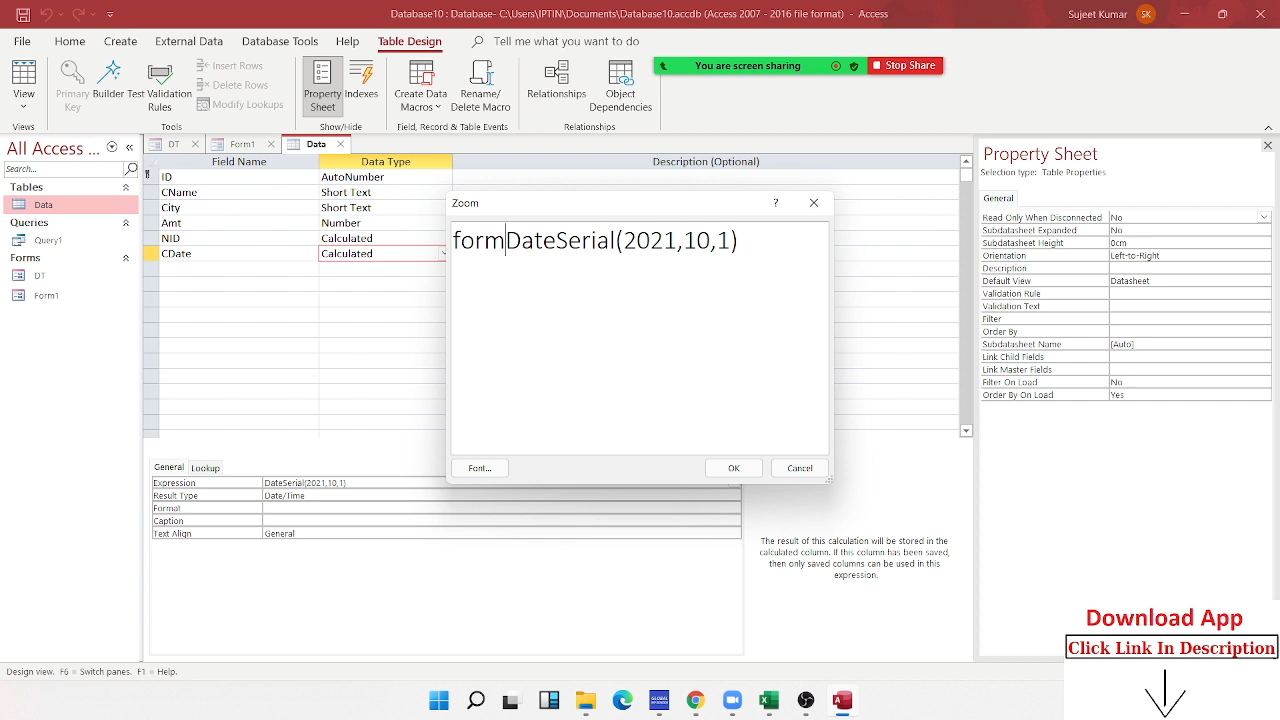 Database10 : Database- C:\Users\IPTIN\Documents\Database10.accdb (Access 2007 - 2016 file format) - Access
Sujeet Kumar
SK
File Home Create External Data Database Tools Help Table Design Tell me what you want to do
You are screen sharing
Stop Share
View
Primary Key
Builder
Test Validation Rules
Insert Rows
Delete Rows
Modify Lookups
Property Sheet
Indexes
Create Data Macros
Rename/ Delete Macro
Relationships
Object Dependencies
Views
Tools
Show/Hide
Field, Record & Table Events
Relationships
All Access ...
Search...
Tables
Data
Queries
Query1
Forms
DT
Form1
DT
Form1
Data
Field Name Data Type Description (Optional)
ID AutoNumber
CName Short Text
City Short Text
Amt Number
NID Calculated
CDate Calculated
Zoom
?
formDateSerial(2021,10,1)
Font...
OK
Cancel
General Lookup
Expression DateSerial(2021,10,1)
Result Type Date/Time
Format
Caption
Text Align General
The result of this calculation will be stored in the
calculated column. If this column has been saved,
then only saved columns can be used in this
expression.
Property Sheet
Selection type: Table Properties
General
Read Only When Disconnected No
Subdatasheet Expanded No
Subdatasheet Height 0cm
Orientation Left-to-Right
Description
Default View Datasheet
Validation Rule
Validation Text
Filter
Order By
Subdatasheet Name [Auto]
Link Child Fields
Link Master Fields
Filter On Load No
Order By On Load Yes
Download App
Click Link In Description
Design view. F6 = Switch panes. F1 = Help.